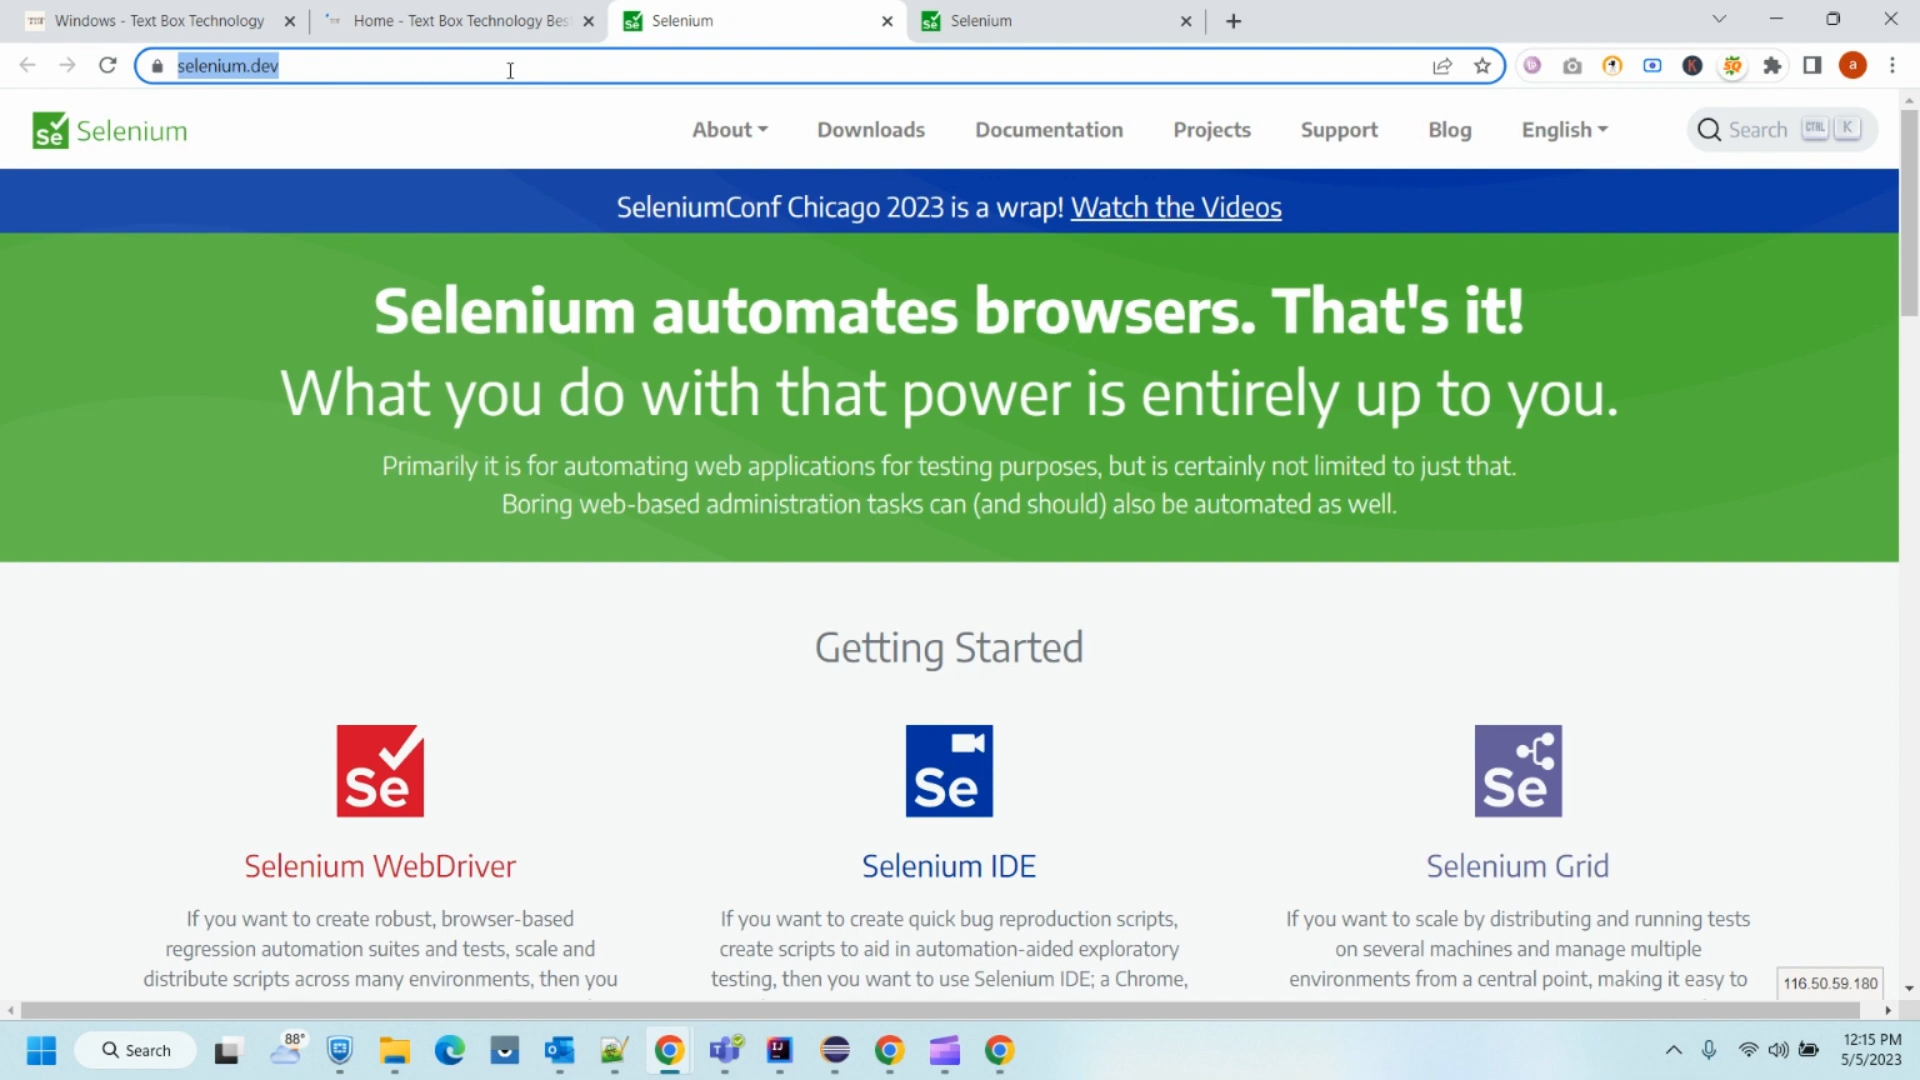 Windows - Text Box Technology
Home - Text Box Technology Bes
Selenium
Selenium
selenium.dev
a
Se Selenium
About
Downloads
Documentation
Projects
Support
Blog
English
Search CTRL K
SeleniumConf Chicago 2023 is a wrap! Watch the Videos
Selenium automates browsers. That's it!
What you do with that power is entirely up to you.
Primarily it is for automating web applications for testing purposes, but is certainly not limited to just that.
Boring web-based administration tasks can (and should) also be automated as well.
Getting Started
Se
Se
Se
Selenium WebDriver
Selenium IDE
Selenium Grid
If you want to create robust, browser-based
regression automation suites and tests, scale and
distribute scripts across many environments, then you
If you want to create quick bug reproduction scripts,
create scripts to aid in automation-aided exploratory
testing, then you want to use Selenium IDE; a Chrome,
If you want to scale by distributing and running tests
on several machines and manage multiple
environments from a central point, making it easy to
116.50.59.180
Search
88°
12:15 PM
5/5/2023